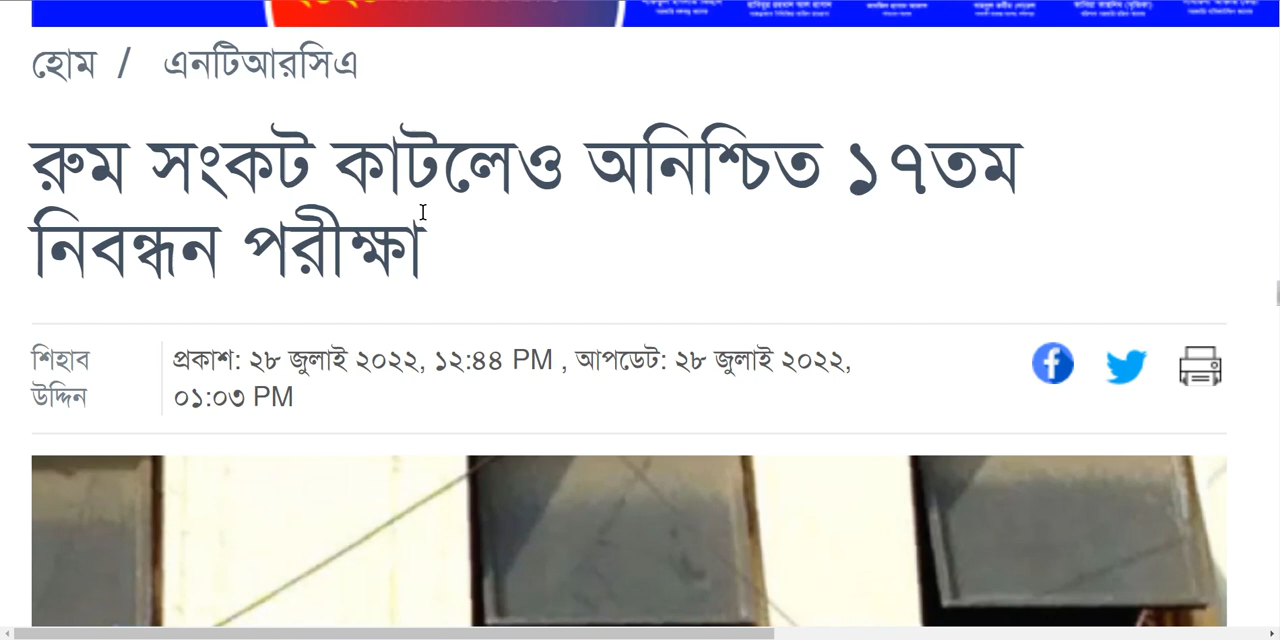 হোম / এনটিআরসিএ
রুম সংকট কাটলেও অনিশ্চিত ১৭তম
নিবন্ধন পরীক্ষা
শিহাব
উদ্দিন
প্রকাশ: ২৮ জুলাই ২০২২, ১২:৪৪ PM , আপডেট: ২৮ জুলাই ২০২২,
০১:০৩ PM